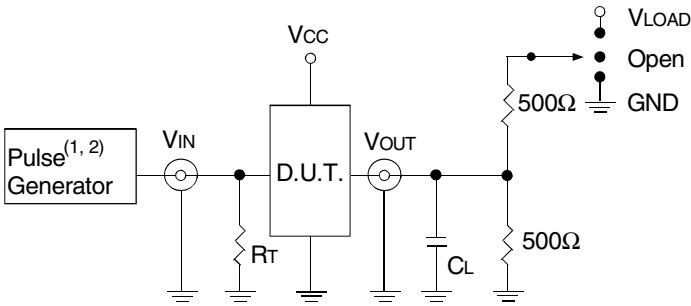 VLOAD
VCC
Open
500Ω
GND
Pulse(1, 2)
Generator
VIN
D.U.T.
VOUT
RT
CL
500Ω